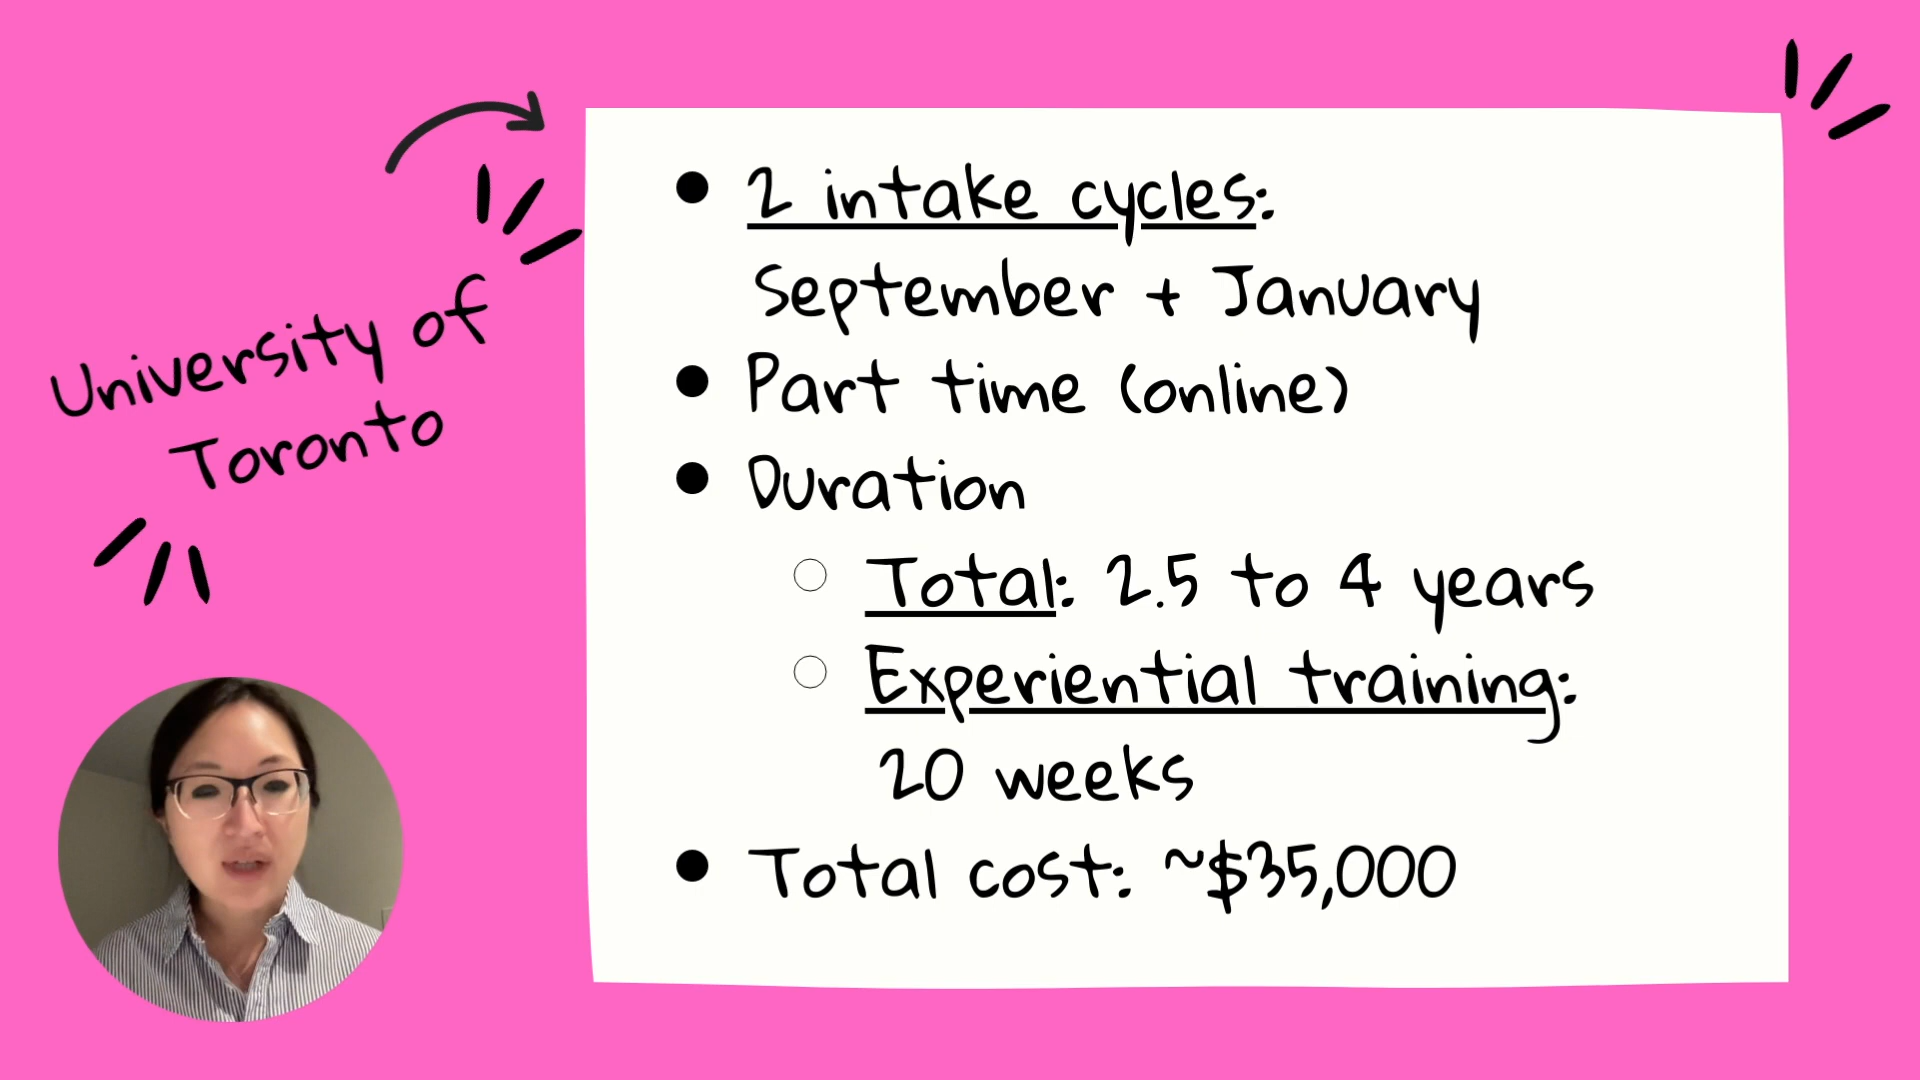 University of
Toronto
2 intake cycles:
September + January
Part time (online)
Duration
Total: 2.5 to 4 years
Experiential training:
20 weeks
Total cost: ~$35,000